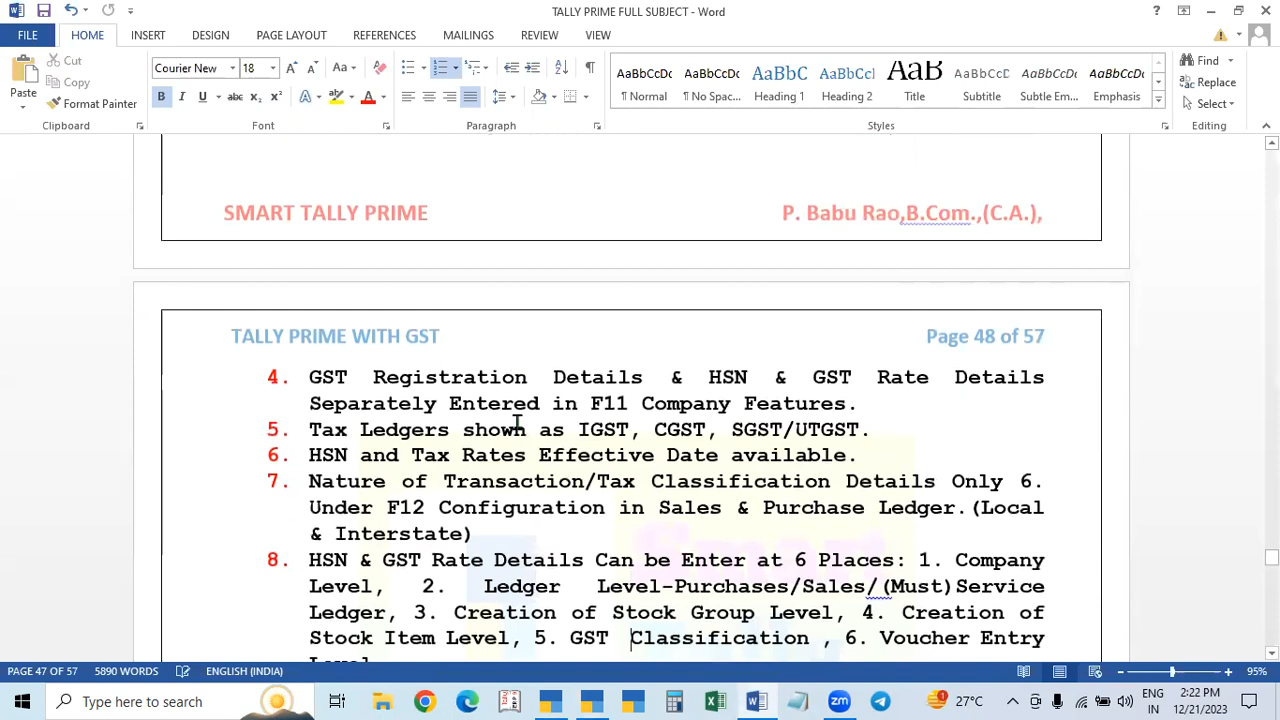 TALLY PRIME FULL SUBJECT - Word
FILE HOME INSERT DESIGN PAGE LAYOUT REFERENCES MAILINGS REVIEW VIEW
Paste
Cut
Copy
Format Painter
Clipboard
Courier New 18
Font
Paragraph
AaBbCcDc AaBbCcDc AaBbC AaBbCcl AaB AaBbCcDc AaBbCcDc AaBbCcDc
¶ Normal ¶ No Spac... Heading 1 Heading 2 Title Subtitle Subtle Em... Emphasis
Styles
Find
Replace
Select
Editing
SMART TALLY PRIME P. Babu Rao,B.Com.,(C.A.),
TALLY PRIME WITH GST Page 48 of 57
4. GST Registration Details & HSN & GST Rate Details
Separately Entered in F11 Company Features.
5. Tax Ledgers shown as IGST, CGST, SGST/UTGST.
6. HSN and Tax Rates Effective Date available.
7. Nature of Transaction/Tax Classification Details Only 6.
Under F12 Configuration in Sales & Purchase Ledger.(Local
& Interstate)
8. HSN & GST Rate Details Can be Enter at 6 Places: 1. Company
Level, 2. Ledger Level-Purchases/Sales/(Must)Service
Ledger, 3. Creation of Stock Group Level, 4. Creation of
Stock Item Level, 5. GST Classification , 6. Voucher Entry
PAGE 47 OF 57 5890 WORDS ENGLISH (INDIA) 95%
Type here to search
27°C
ENG
IN
2:22 PM
12/21/2023